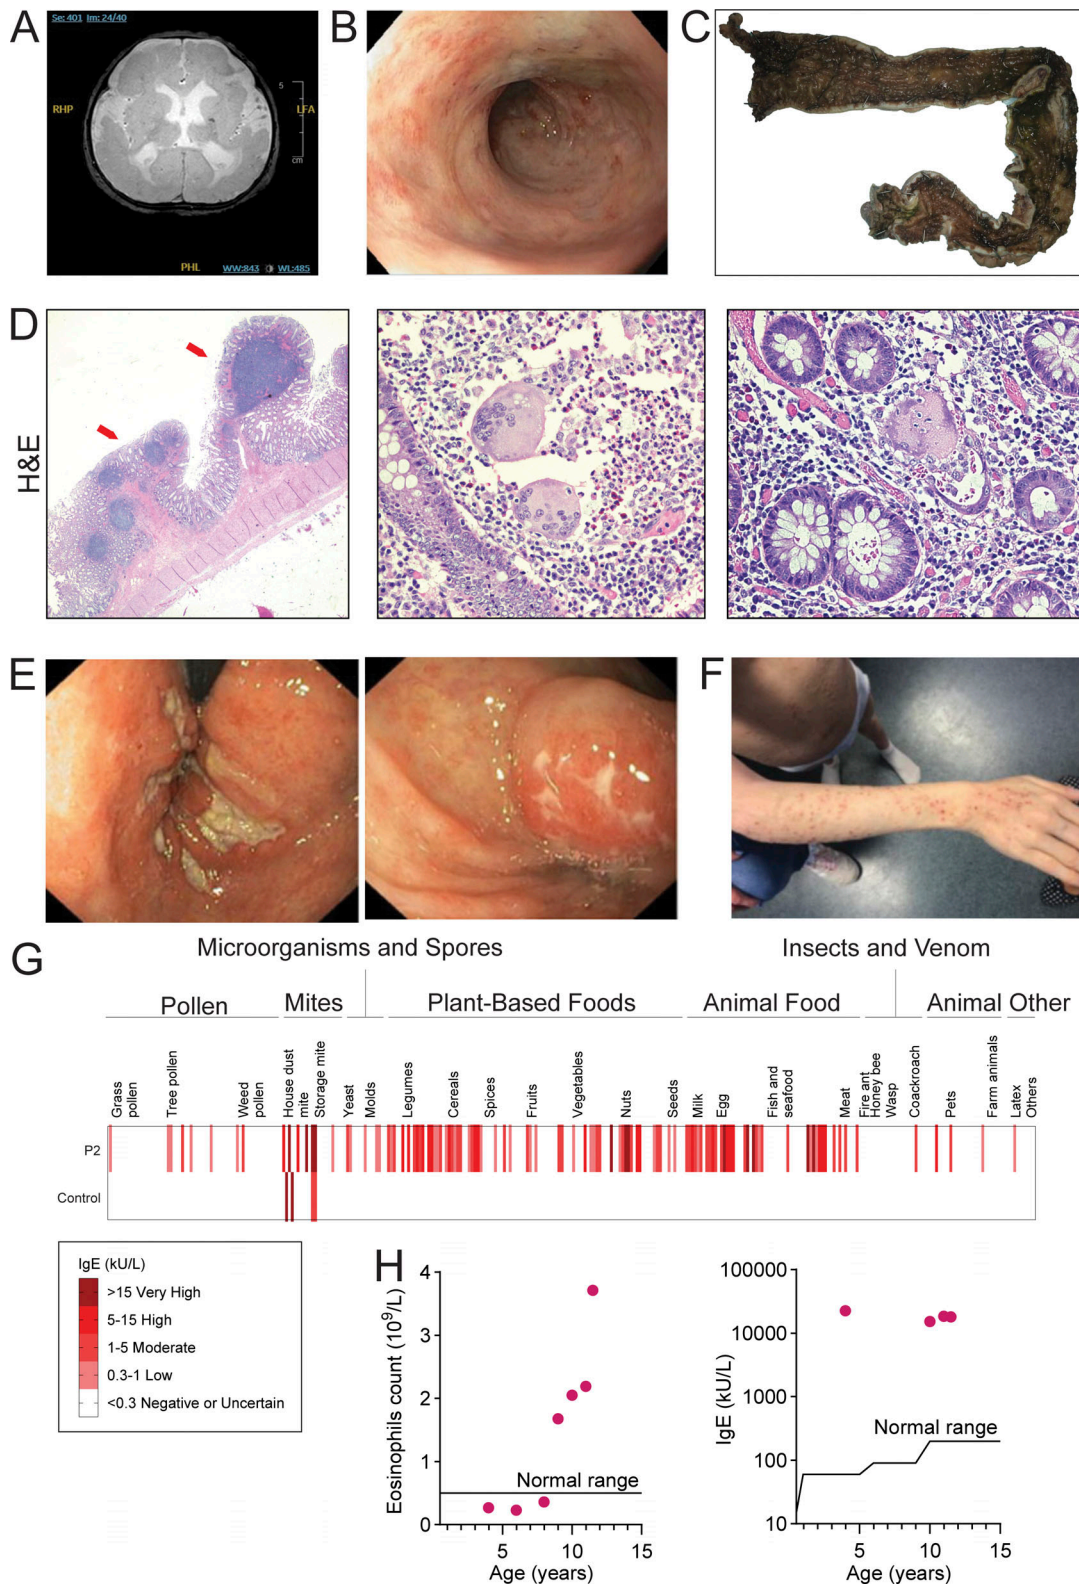 A
Se: 401 Im: 24/40
RHP
5
LFA
cm
PHL
WW:843 WL:485
B
C
D
H&E
E
F
G
Microorganisms and Spores
Insects and Venom
Pollen
Mites
Plant-Based Foods
Animal Food
Animal Other
Grass
pollen
Tree pollen
Weed
pollen
House dust
mite
Storage mite
Yeast
Molds
Legumes
Cereals
Spices
Fruits
Vegetables
Nuts
Seeds
Milk
Egg
Fish and
seafood
Meat
Fire ant
Honey bee
Wasp
Coackroach
Pets
Farm animals
Latex
Others
P2
Control
IgE (kU/L)
>15 Very High
5-15 High
1-5 Moderate
0.3-1 Low
<0.3 Negative or Uncertain
H
Eosinophils count (10⁹/L)
4
3
2
1
0
Normal range
5
10
15
Age (years)
IgE (kU/L)
100000
10000
1000
100
10
Normal range
5
10
15
Age (years)